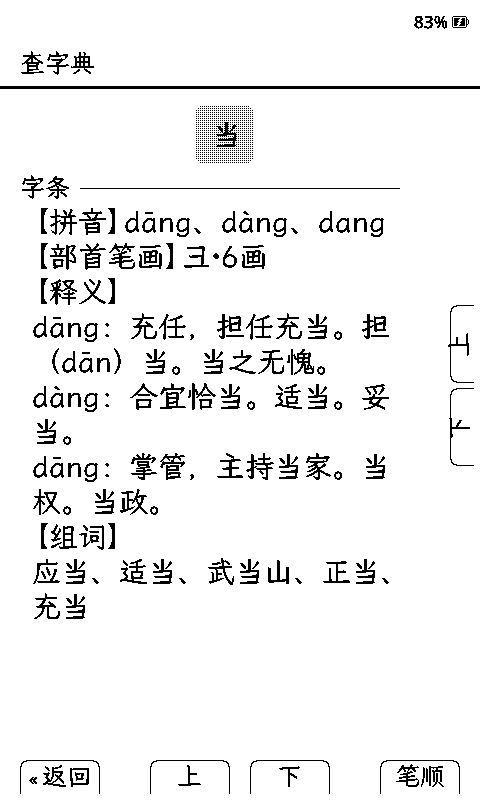 83%
查字典
当
字条
【拼音】dāng、dàng、dang
【部首笔画】彐·6画
【释义】
dāng：充任，担任充当。担
（dān）当。当之无愧。
dàng：合宜恰当。适当。妥
当。
dāng：掌管，主持当家。当
权。当政。
【组词】
应当、适当、武当山、正当、
充当
上
下
«返回
上
下
笔顺